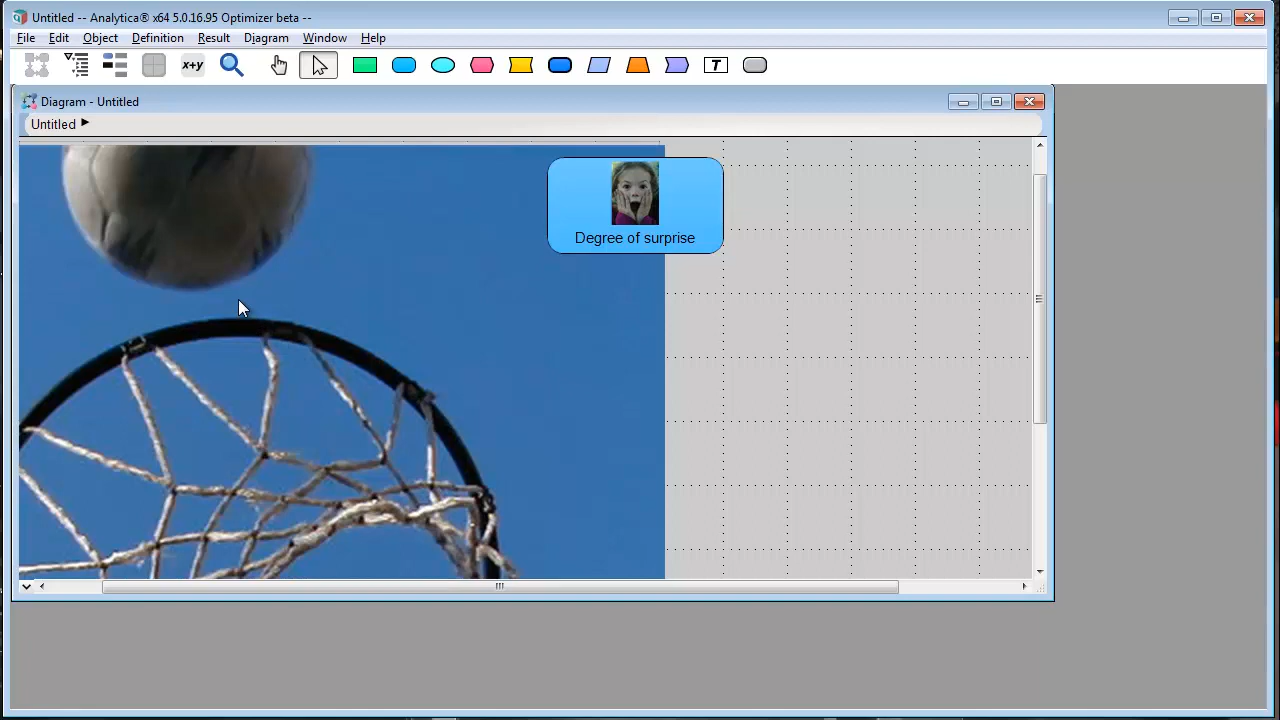 Untitled -- Analytica® x64 5.0.16.95 Optimizer beta --
File Edit Object Definition Result Diagram Window Help
x+y T
Diagram - Untitled
Untitled
Degree of surprise